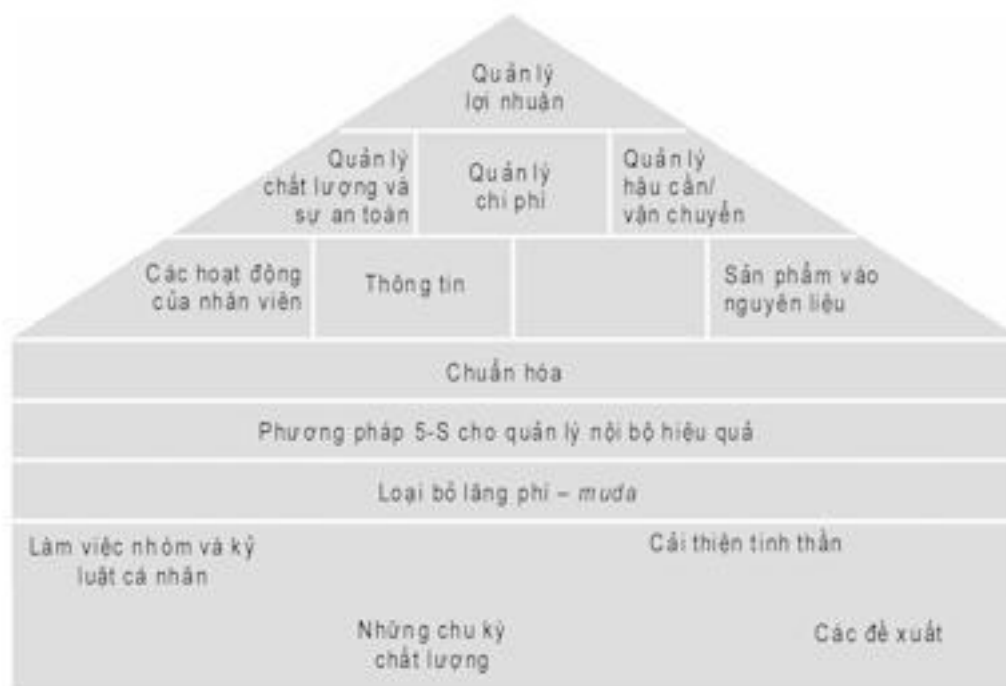 Quản lý
lợi nhuận
Quản lý
chất lượng và
sự an toàn
Quản lý
chi phí
Quản lý
hậu cần/
vận chuyển
Các hoạt động
của nhân viên
Thông tin
Sản phẩm vào
nguyên liệu
Chuẩn hóa
Phương pháp 5-S cho quản lý nội bộ hiệu quả
Loại bỏ lãng phí – muda
Làm việc nhóm và kỷ
luật cá nhân
Cải thiện tinh thần
Những chu kỳ
chất lượng
Các đề xuất